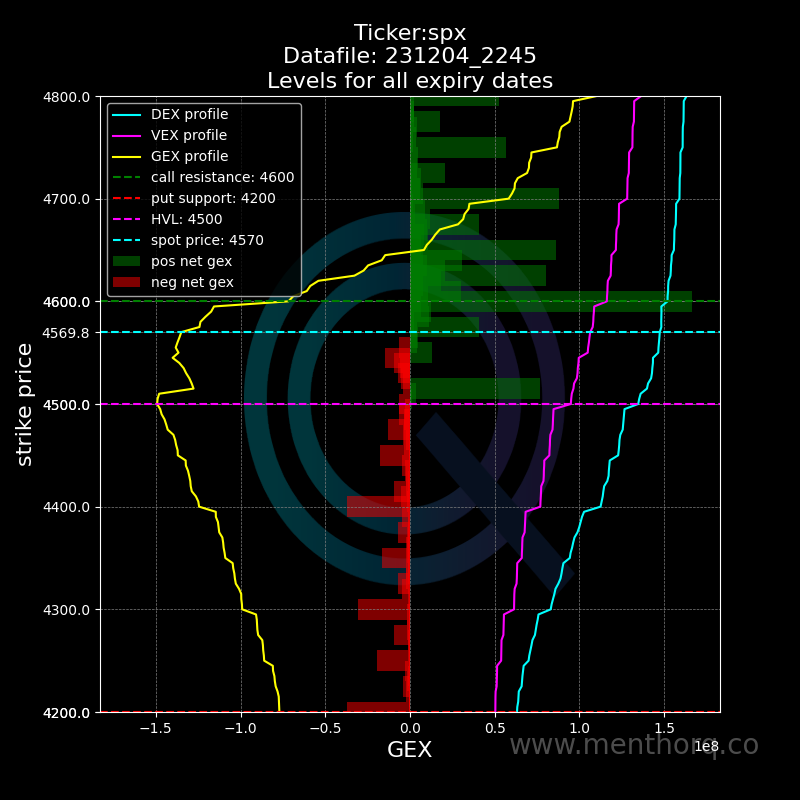 Ticker:spx
Datafile: 231204_2245
Levels for all expiry dates
DEX profile
VEX profile
GEX profile
call resistance: 4600
put support: 4200
HVL: 4500
spot price: 4570
pos net gex
neg net gex
4800.0
4700.0
4600.0
4569.8
4500.0
4400.0
4300.0
4200.0
strike price
−1.5
−1.0
−0.5
0.0
0.5
1.0
1.5
1e8
GEX
www.menthorq.co